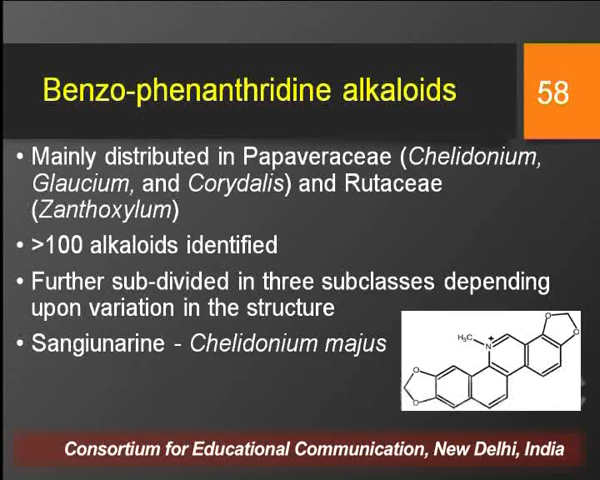 Benzo-phenanthridine alkaloids
58
• Mainly distributed in Papaveraceae (Chelidonium,
Glaucium, and Corydalis) and Rutaceae
(Zanthoxylum)
• >100 alkaloids identified
• Further sub-divided in three subclasses depending
upon variation in the structure
• Sangiunarine - Chelidonium majus
H₃C
N⁺
O
O
O
O
Consortium for Educational Communication, New Delhi, India